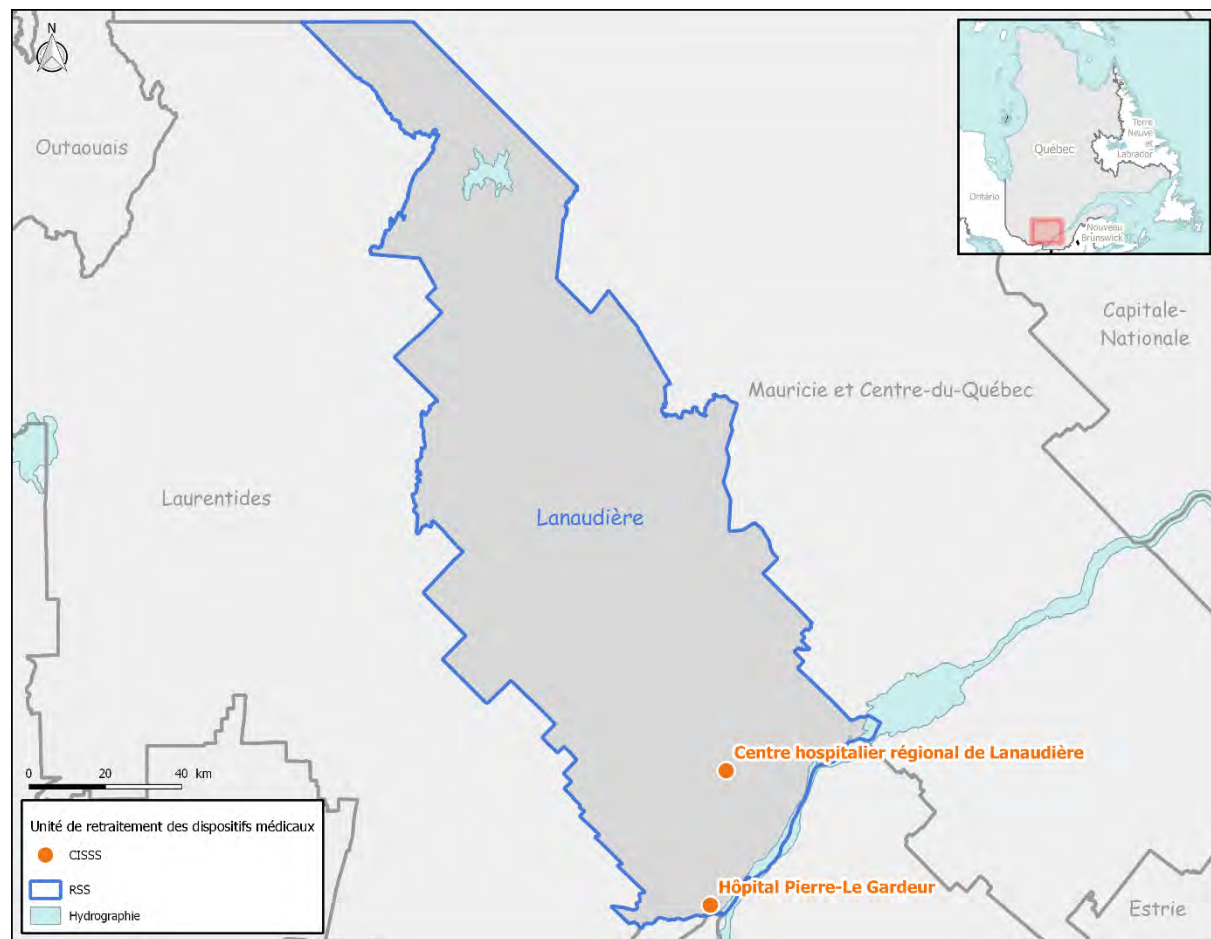 N
Outaouais
Terre
Neuve
et
Labrador
Québec
Ontario
Nouveau
Brunswick
Capitale-
Nationale
Mauricie et Centre-du-Québec
Laurentides
Lanaudière
Centre hospitalier régional de Lanaudière
0 20 40 km
Unité de retraitement des dispositifs médicaux
CISSS
RSS
Hydrographie
Hôpital Pierre-Le Gardeur
Estrie